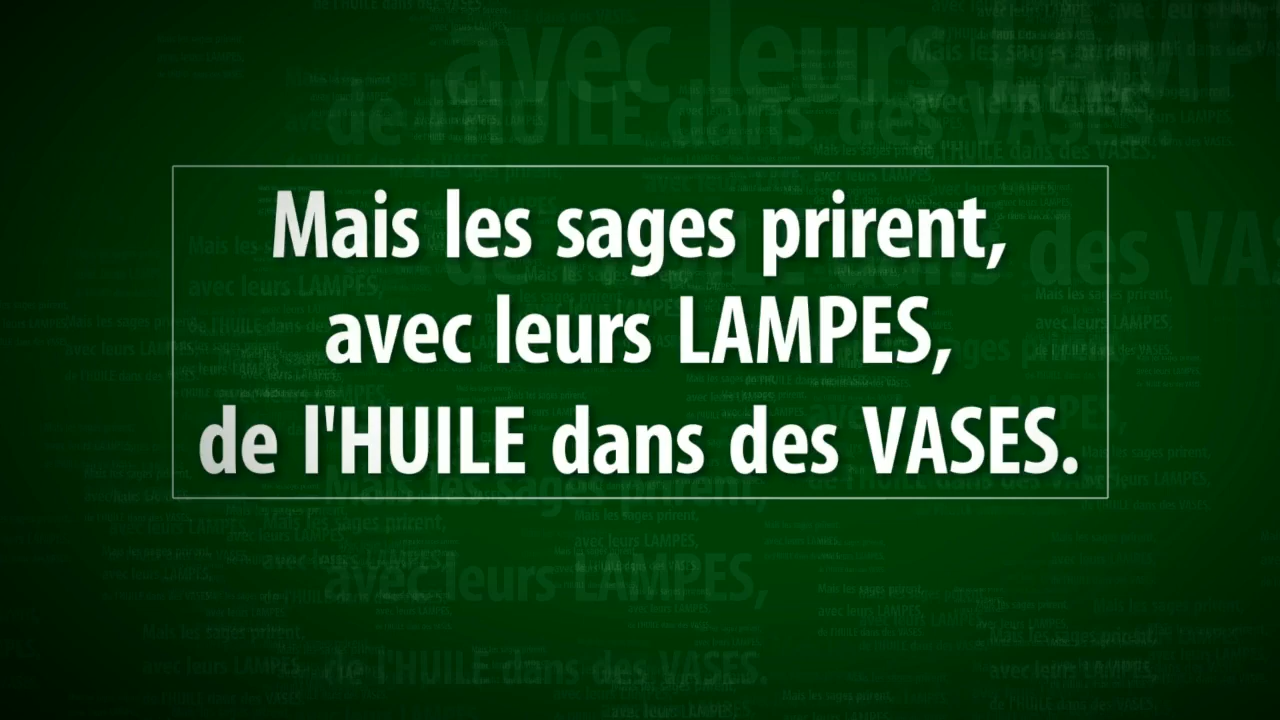 Mais les sages prirent,
avec leurs LAMPES,
de l'HUILE dans des VASES.